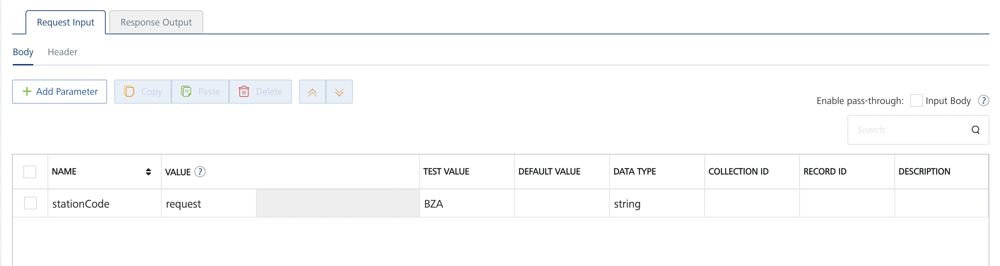 Request Input Response Output
Body Header
Add Parameter Copy Paste Delete
Enable pass-through: Input Body ?
Search
NAME VALUE ? TEST VALUE DEFAULT VALUE DATA TYPE COLLECTION ID RECORD ID DESCRIPTION
stationCode request BZA string